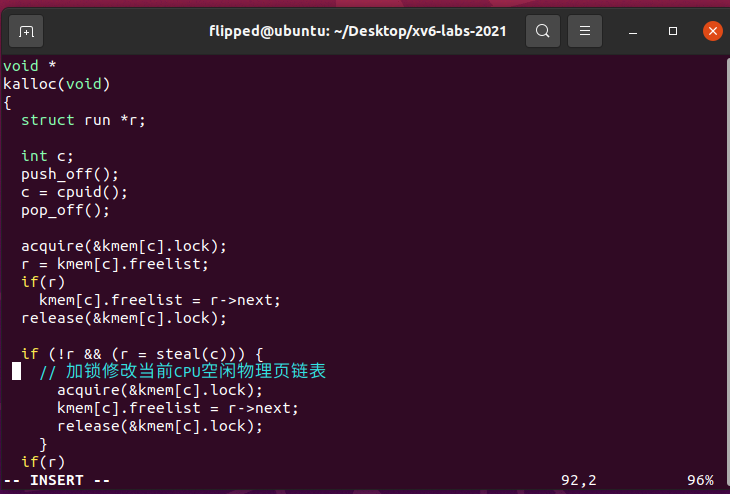 flipped@ubuntu: ~/Desktop/xv6-labs-2021
void *
kalloc(void)
{
  struct run *r;

  int c;
  push_off();
  c = cpuid();
  pop_off();

  acquire(&kmem[c].lock);
  r = kmem[c].freelist;
  if(r)
    kmem[c].freelist = r->next;
  release(&kmem[c].lock);

  if (!r && (r = steal(c))) {
    // 加锁修改当前CPU空闲物理页链表
      acquire(&kmem[c].lock);
      kmem[c].freelist = r->next;
      release(&kmem[c].lock);
    }
  if(r)
-- INSERT -- 92,2 96%